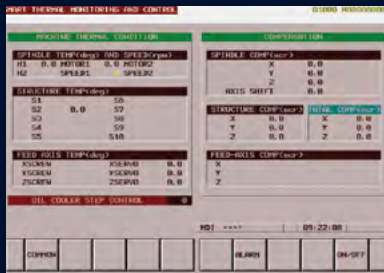 MART THERMAL MONITORING AND CONTROL
MACHINE THERMAL CONDITION
SPINDLE TEMP(deg) AND SPEED(rpm)
H1 0.0 MOTOR1 0.0 MOTOR2
H2 SPEED1 SPEED2
STRUCTURE TEMP(deg)
S1 S6
S2 0.0 S7
S3 S8
S4 S9
S5 S10
FEED AXIS TEMP(deg)
XSCREW XSERVO 0.0
YSCREW YSERVO 0.0
ZSCREW ZSERVO 0.0
OIL COOLER STEP CONTROL 0
COMPENSATION
SPINDLE COMP(mcr)
X 0.0
Y 0.0
Z 0.0
AXIS SHIFT 0.0
STRUCTURE COMP(mcr) TOTAL COMP(mcr)
X 0.0 X 0.0
Y 0.0 Y 0.0
Z 0.0 Z 0.0
FEED-AXIS COMP(mcr)
X
Y
Z
MDI **** 09:22:08
COMMON ALARM ON/OFF